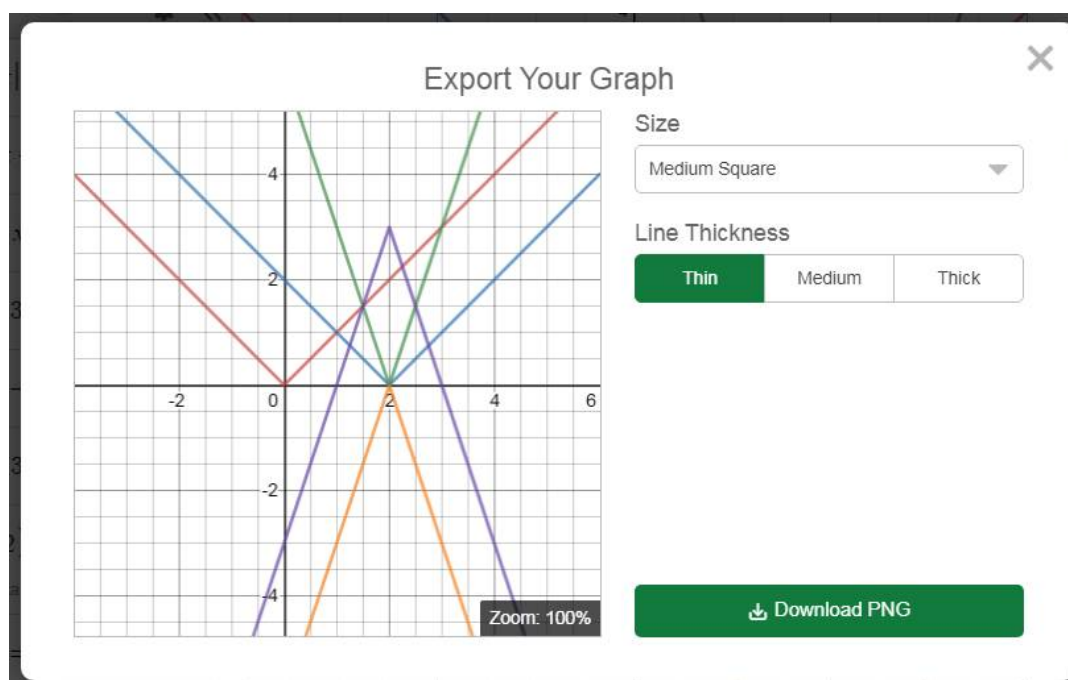 Export Your Graph
Size
Medium Square
Line Thickness
Thin
Medium
Thick
4
2
-2
0
2
4
6
-2
-4
Zoom: 100%
Download PNG